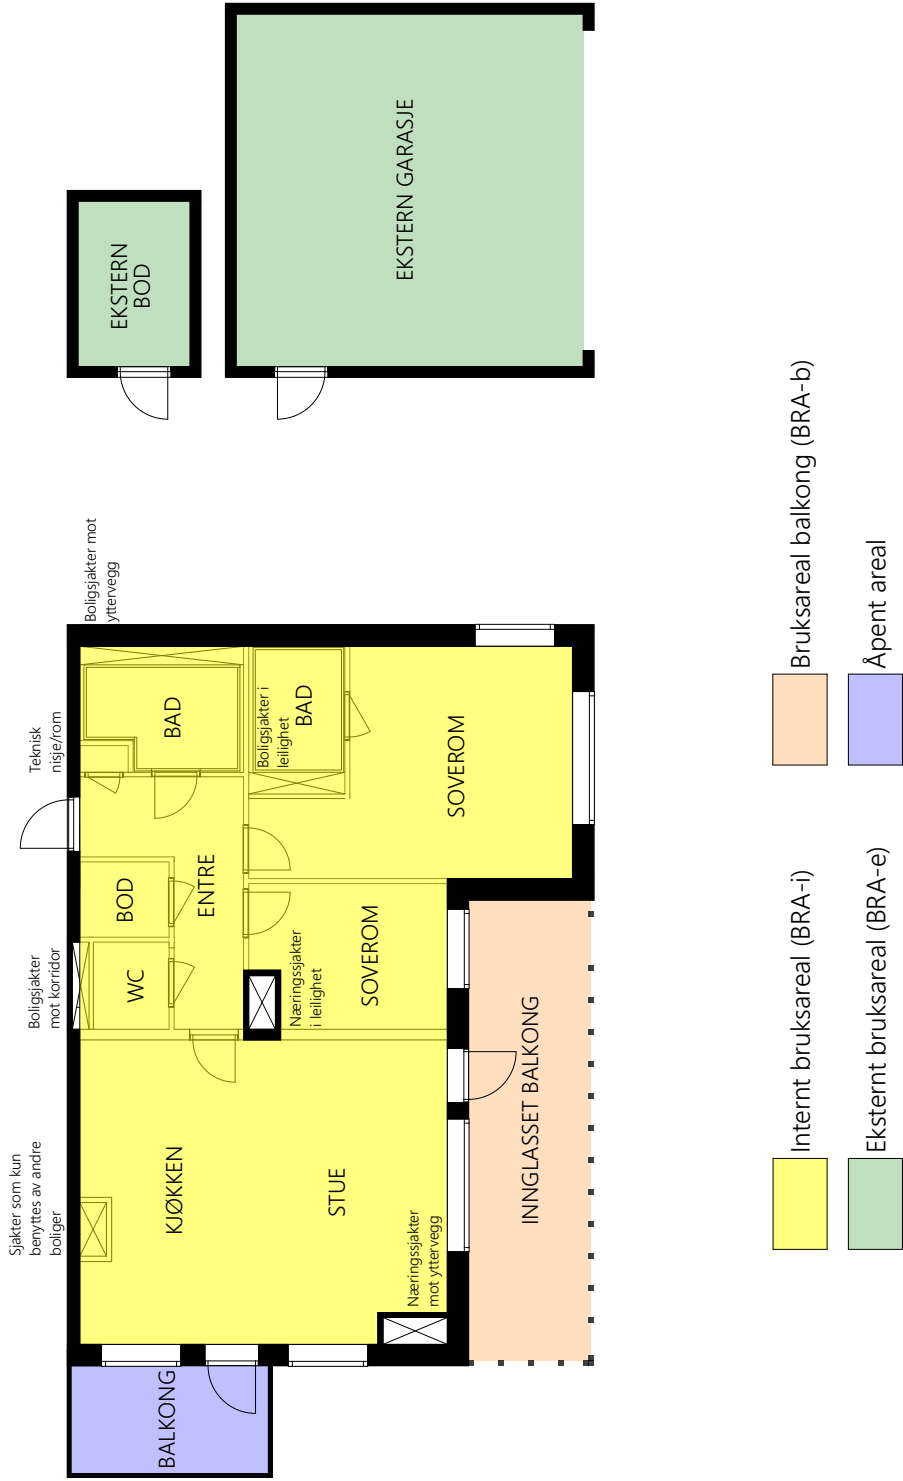 Sjakter som kun
benyttes av andre
boliger
Boligsjakter
mot korridor
Teknisk
nisje/rom
Boligsjakter mot
yttervegg
EKSTERN
BOD
BALKONG
KJØKKEN
WC
BOD
BAD
ENTRE
Boligsjakter i
leilighet
BAD
STUE
Næringssjakter
i leilighet
SOVEROM
SOVEROM
EKSTERN GARASJE
Næringssjakter
mot yttervegg
INNGLASSET BALKONG
Internt bruksareal (BRA-i)
Bruksareal balkong (BRA-b)
Eksternt bruksareal (BRA-e)
Åpent areal